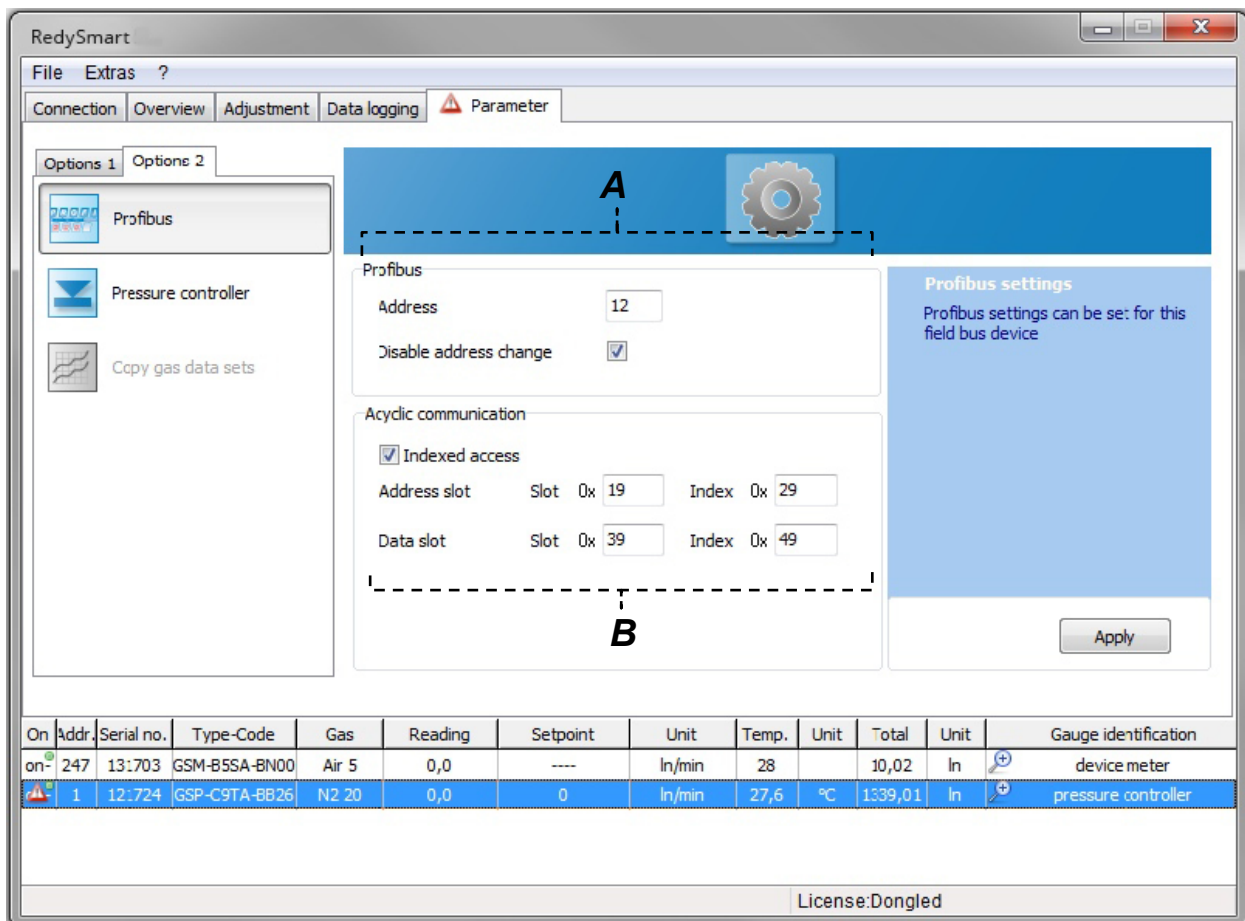 RedySmart
File Extras ?
Connection Overview Adjustment Data logging Parameter
Options 1 Options 2
Profibus
Pressure controller
Copy gas data sets
A
Profibus
Address 12
Disable address change
Acyclic communication
Indexed access
Address slot Slot 0x 19 Index 0x 29
Data slot Slot 0x 39 Index 0x 49
B
Profibus settings
Profibus settings can be set for this
field bus device
Apply
On Addr. Serial no. Type-Code Gas Reading Setpoint Unit Temp. Unit Total Unit Gauge identification
on- 247 131703 GSM-B5SA-BN00 Air 5 0,0 ---- ln/min 28 10,02 ln device meter
1 121724 GSP-C9TA-BB26 N2 20 0,0 0 ln/min 27,6 °C 1339,01 ln pressure controller
License:Dongled